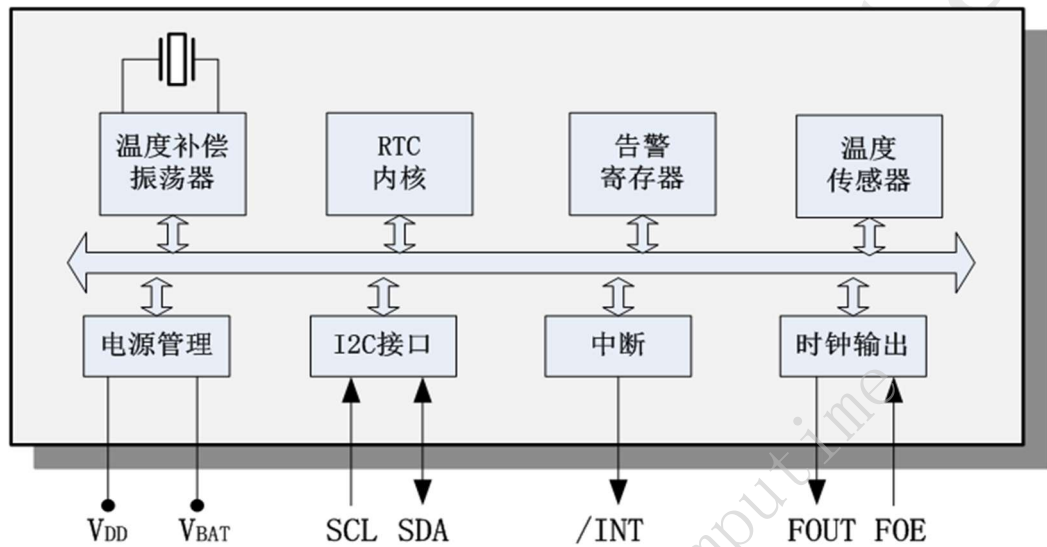 温度补偿
振荡器
RTC
内核
告警
寄存器
温度
传感器
电源管理
I2C接口
中断
时钟输出
VDD VBAT SCL SDA /INT FOUT FOE